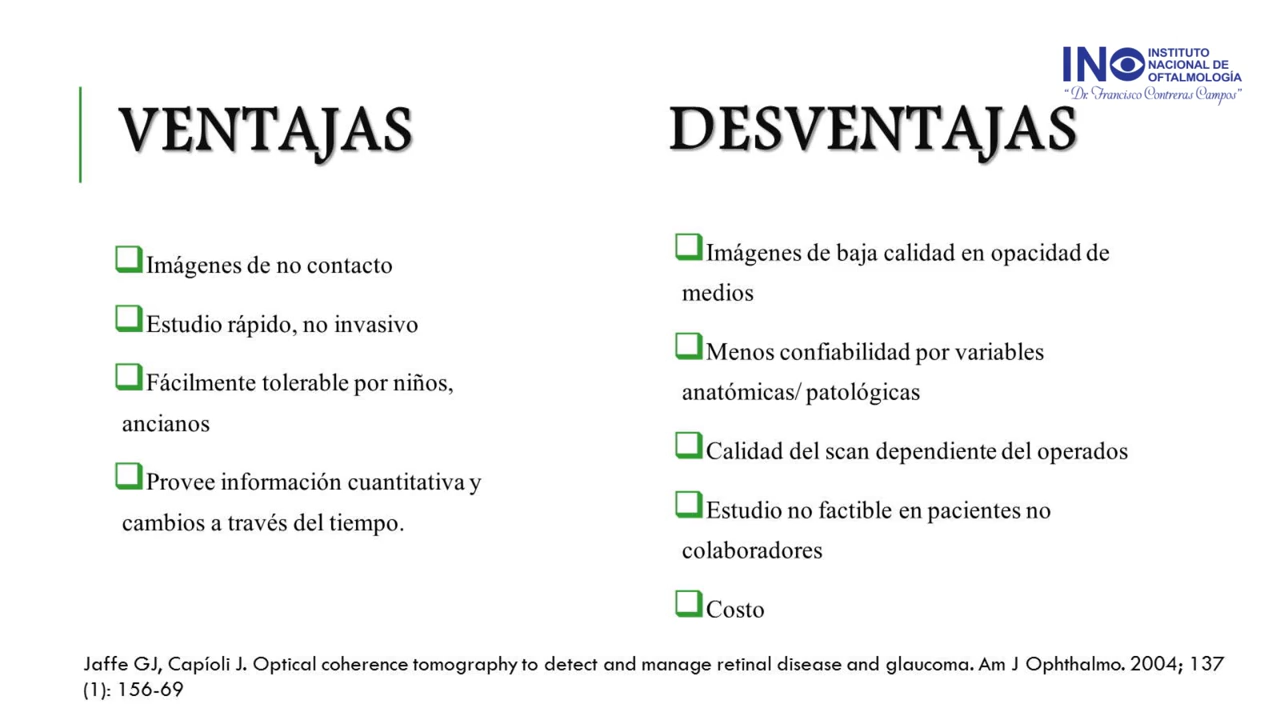 INO INSTITUTO
NACIONAL DE
OFTALMOLOGÍA
“Dr. Francisco Contreras Campos”
VENTAJAS
Imágenes de no contacto
Estudio rápido, no invasivo
Fácilmente tolerable por niños,
ancianos
Provee información cuantitativa y
cambios a través del tiempo.
DESVENTAJAS
Imágenes de baja calidad en opacidad de
medios
Menos confiabilidad por variables
anatómicas/ patológicas
Calidad del scan dependiente del operados
Estudio no factible en pacientes no
colaboradores
Costo
Jaffe GJ, Capíoli J. Optical coherence tomography to detect and manage retinal disease and glaucoma. Am J Ophthalmo. 2004; 137
(1): 156-69